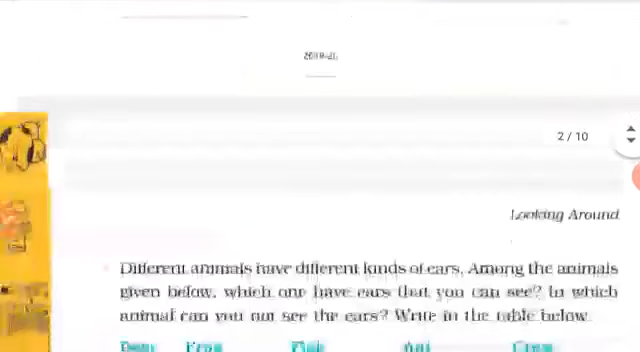 2 / 10
Looking Around
Different animals have different kinds of ears. Among the animals
given below, which one have ears that you can see? In which
animal can you not see the ears? Write in the table below.
Deer Frog Fish Ant Crow